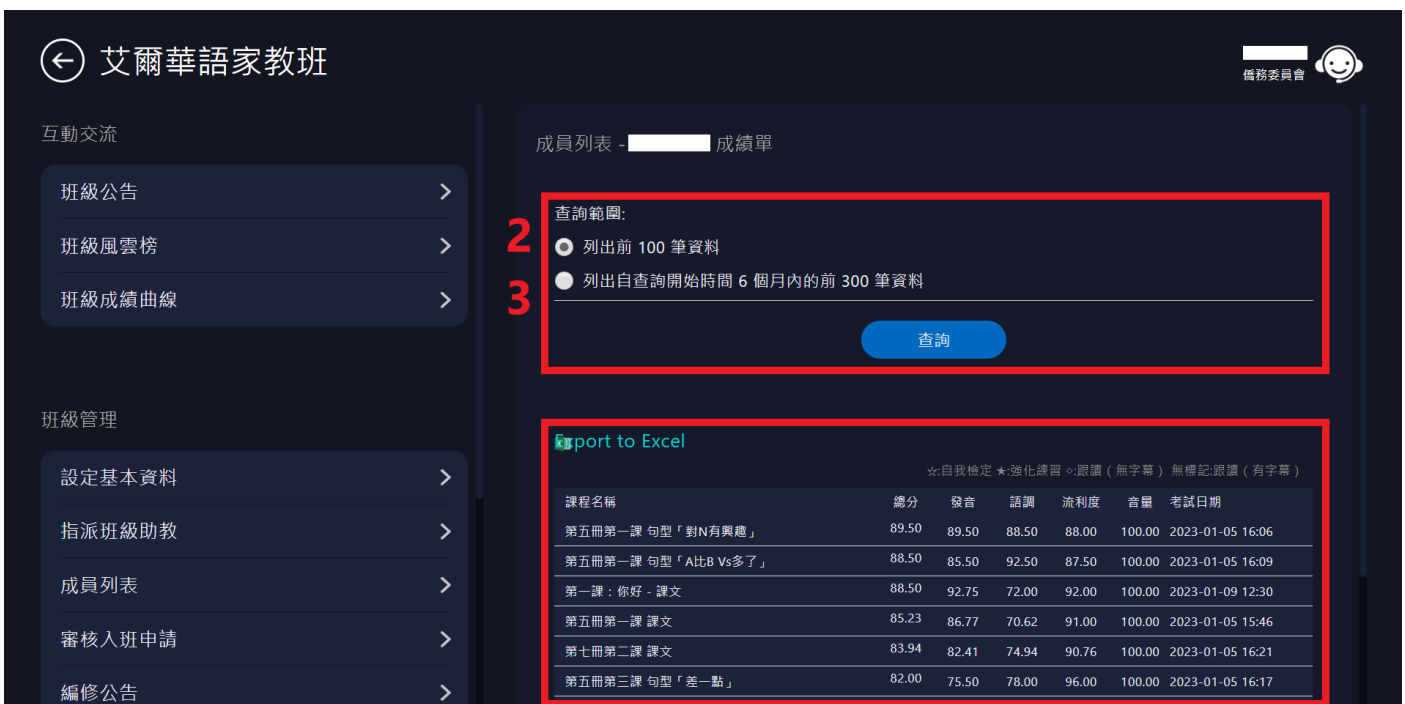 艾爾華語家教班
僑務委員會
互動交流
班級公告
班級風雲榜
班級成績曲線
班級管理
設定基本資料
指派班級助教
成員列表
審核入班申請
編修公告
成員列表 - 成績單
2
3
查詢範圍:
列出前 100 筆資料
列出自查詢開始時間 6 個月內的前 300 筆資料
查詢
Export to Excel
☆:自我檢定 ★:強化練習 ◇:跟讀 ( 無字幕 ) 無標記:跟讀 ( 有字幕 )
課程名稱 總分 發音 語調 流利度 音量 考試日期
第五冊第一課 句型「對N有興趣」 89.50 89.50 88.50 88.00 100.00 2023-01-05 16:06
第五冊第一課 句型「A比B Vs多了」 88.50 85.50 92.50 87.50 100.00 2023-01-05 16:09
第一課：你好 - 課文 88.50 92.75 72.00 92.00 100.00 2023-01-09 12:30
第五冊第一課 課文 85.23 86.77 70.62 91.00 100.00 2023-01-05 15:46
第七冊第二課 課文 83.94 82.41 74.94 90.76 100.00 2023-01-05 16:21
第五冊第三課 句型「差一點」 82.00 75.50 78.00 96.00 100.00 2023-01-05 16:17